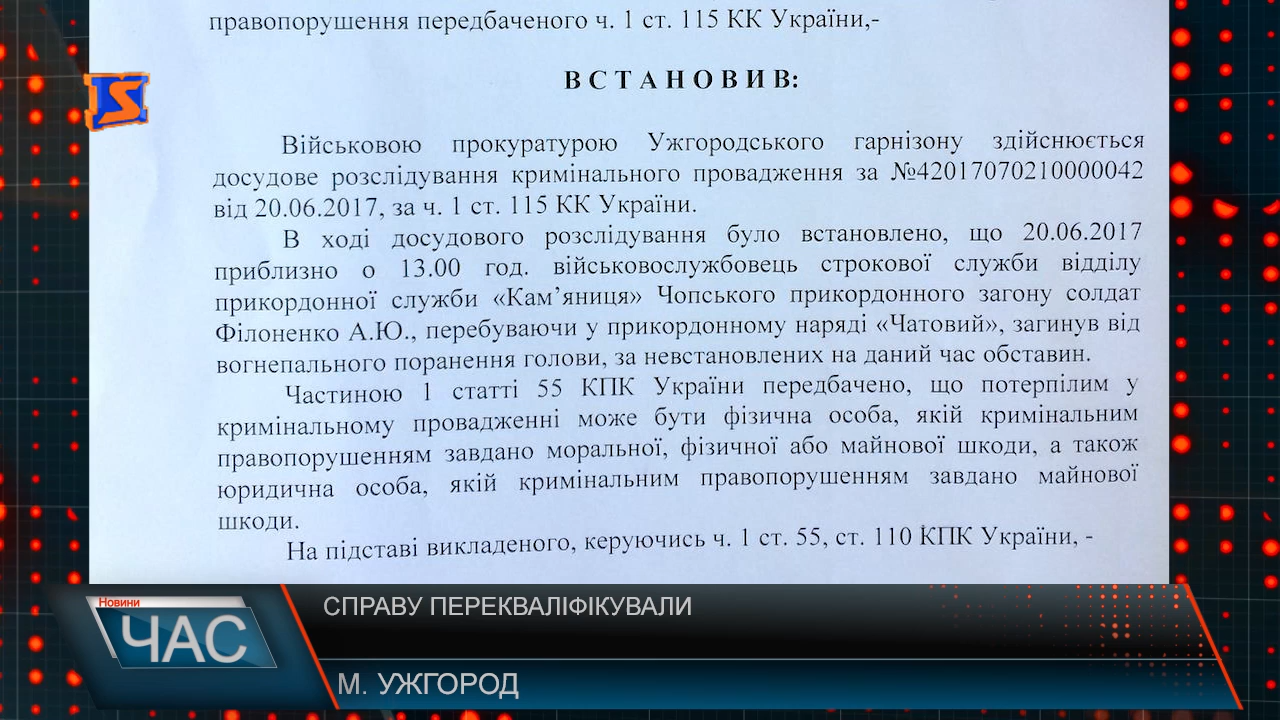 правопорушення передбаченого ч. 1 ст. 115 КК України,-
В С Т А Н О В И В:
Військовою прокуратурою Ужгородського гарнізону здійснюється
досудове розслідування кримінального провадження за №42017070210000042
від 20.06.2017, за ч. 1 ст. 115 КК України.
В ході досудового розслідування було встановлено, що 20.06.2017
приблизно о 13.00 год. військовослужбовець строкової служби відділу
прикордонної служби «Кам’яниця» Чопського прикордонного загону солдат
Філоненко А.Ю., перебуваючи у прикордонному наряді «Чатовий», загинув від
вогнепального поранення голови, за невстановлених на даний час обставин.
Частиною 1 статті 55 КПК України передбачено, що потерпілим у
кримінальному провадженні може бути фізична особа, якій кримінальним
правопорушенням завдано моральної, фізичної або майнової шкоди, а також
юридична особа, якій кримінальним правопорушенням завдано майнової
шкоди.
На підставі викладеного, керуючись ч. 1 ст. 55, ст. 110 КПК України, -
Новини
ЧАС
СПРАВУ ПЕРЕКВАЛІФІКУВАЛИ
М. УЖГОРОД